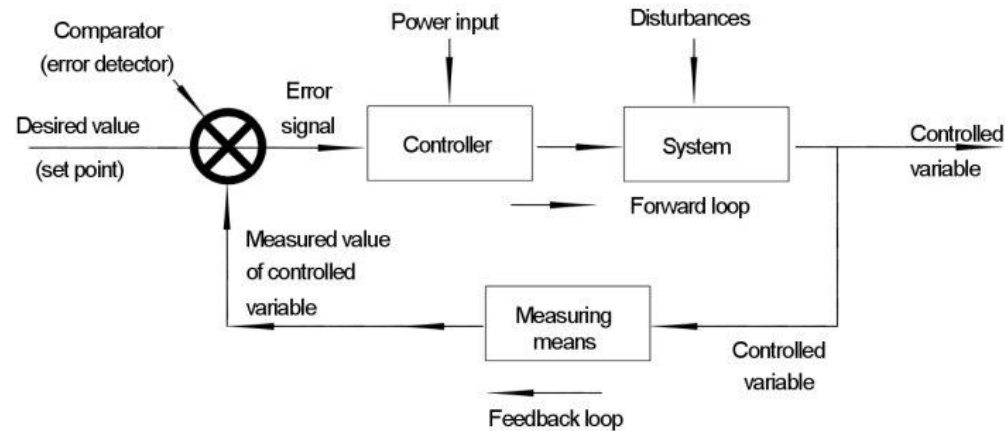 Comparator
(error detector)
Power input
Disturbances
Desired value
(set point)
Error
signal
Controller
System
Controlled
variable
Forward loop
Measured value
of controlled
variable
Measuring
means
Controlled
variable
Feedback loop